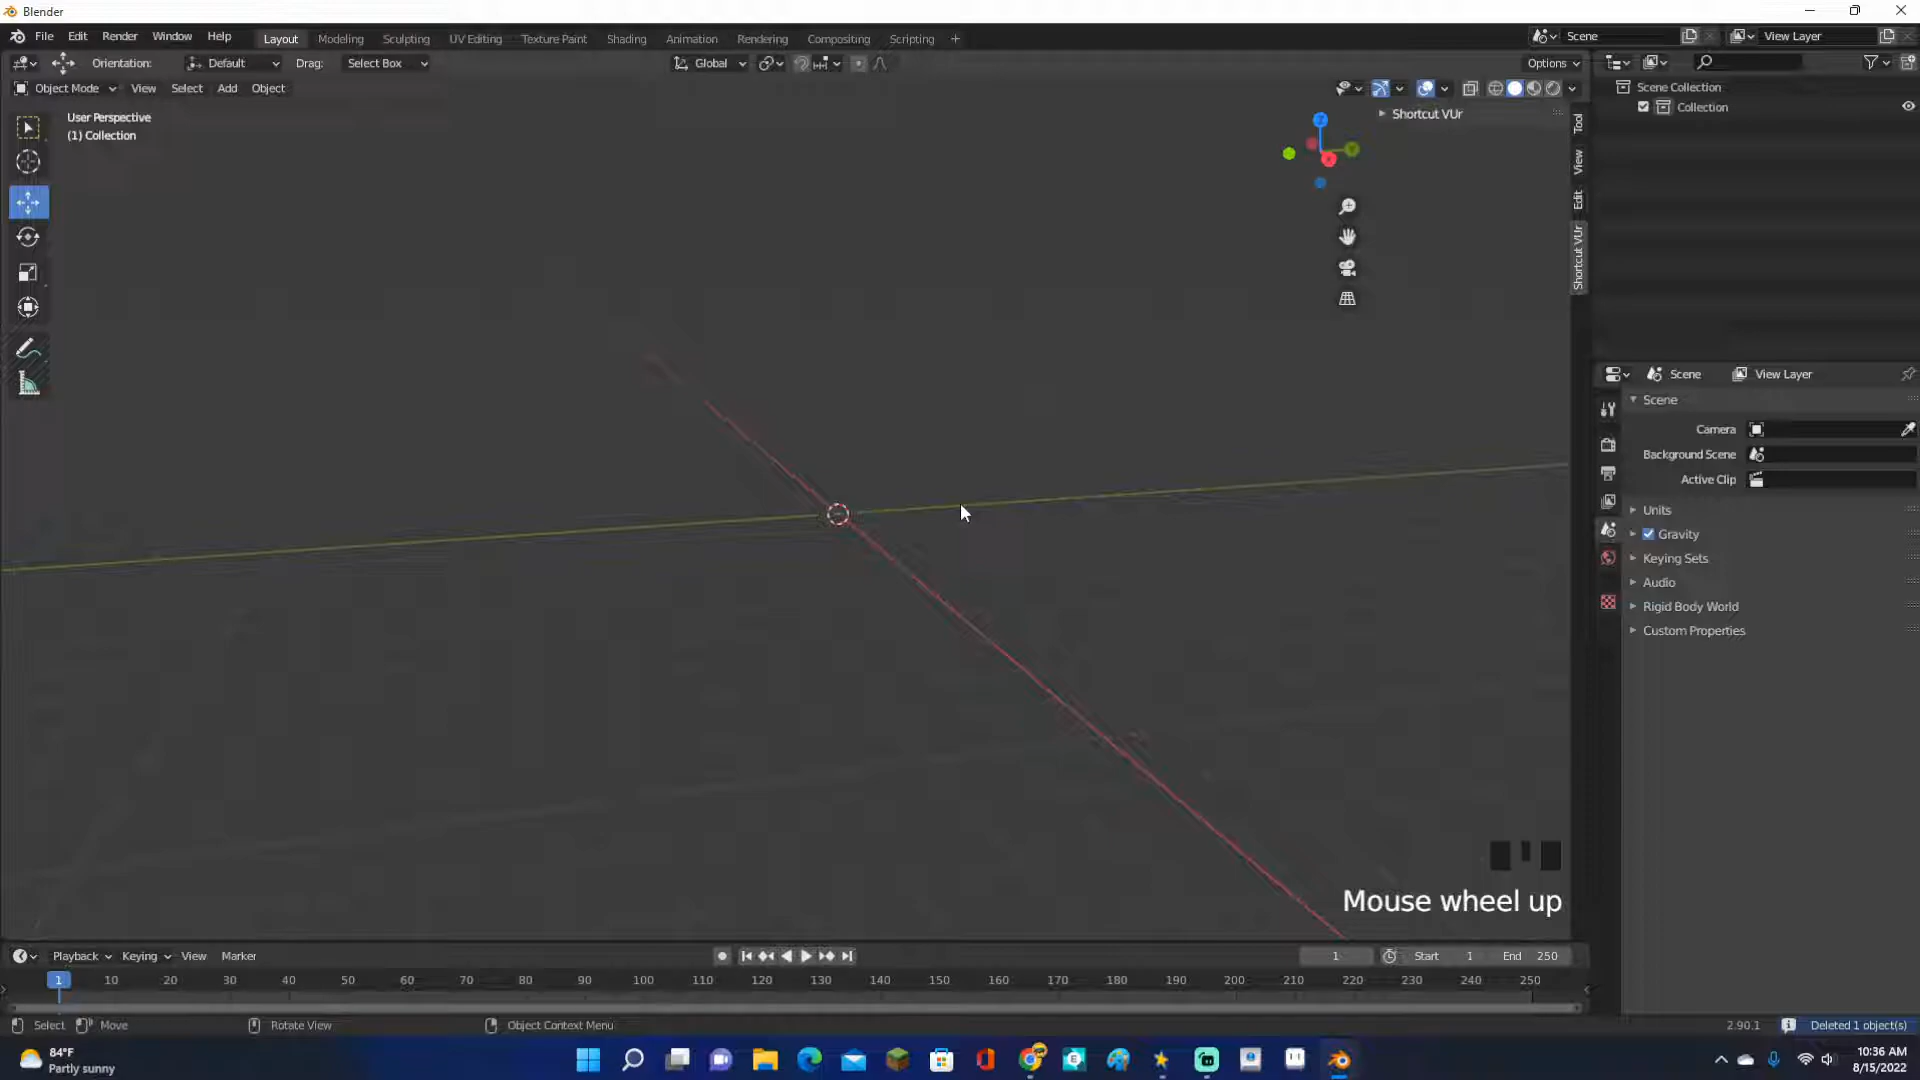 Blender
File Edit Render Window Help Layout Modeling Sculpting UV Editing Texture Paint Shading Animation Rendering Compositing Scripting + Scene View Layer
Orientation: Default Drag: Select Box Global Options
Object Mode View Select Add Object
User Perspective
(1) Collection
Shortcut VUr
Z
Y
X
Tool
View
Edit
Shortcut VUr
Scene Collection
Collection
Scene View Layer
Scene
Camera
Background Scene
Active Clip
Units
Gravity
Keying Sets
Audio
Rigid Body World
Custom Properties
Mouse wheel up
Playback Keying View Marker 1 Start 1 End 250
1 10 20 30 40 50 60 70 80 90 100 110 120 130 140 150 160 170 180 190 200 210 220 230 240 250
Select Move Rotate View Object Context Menu 2.90.1 Deleted 1 object(s)
84°F
Partly sunny
10:36 AM
8/15/2022